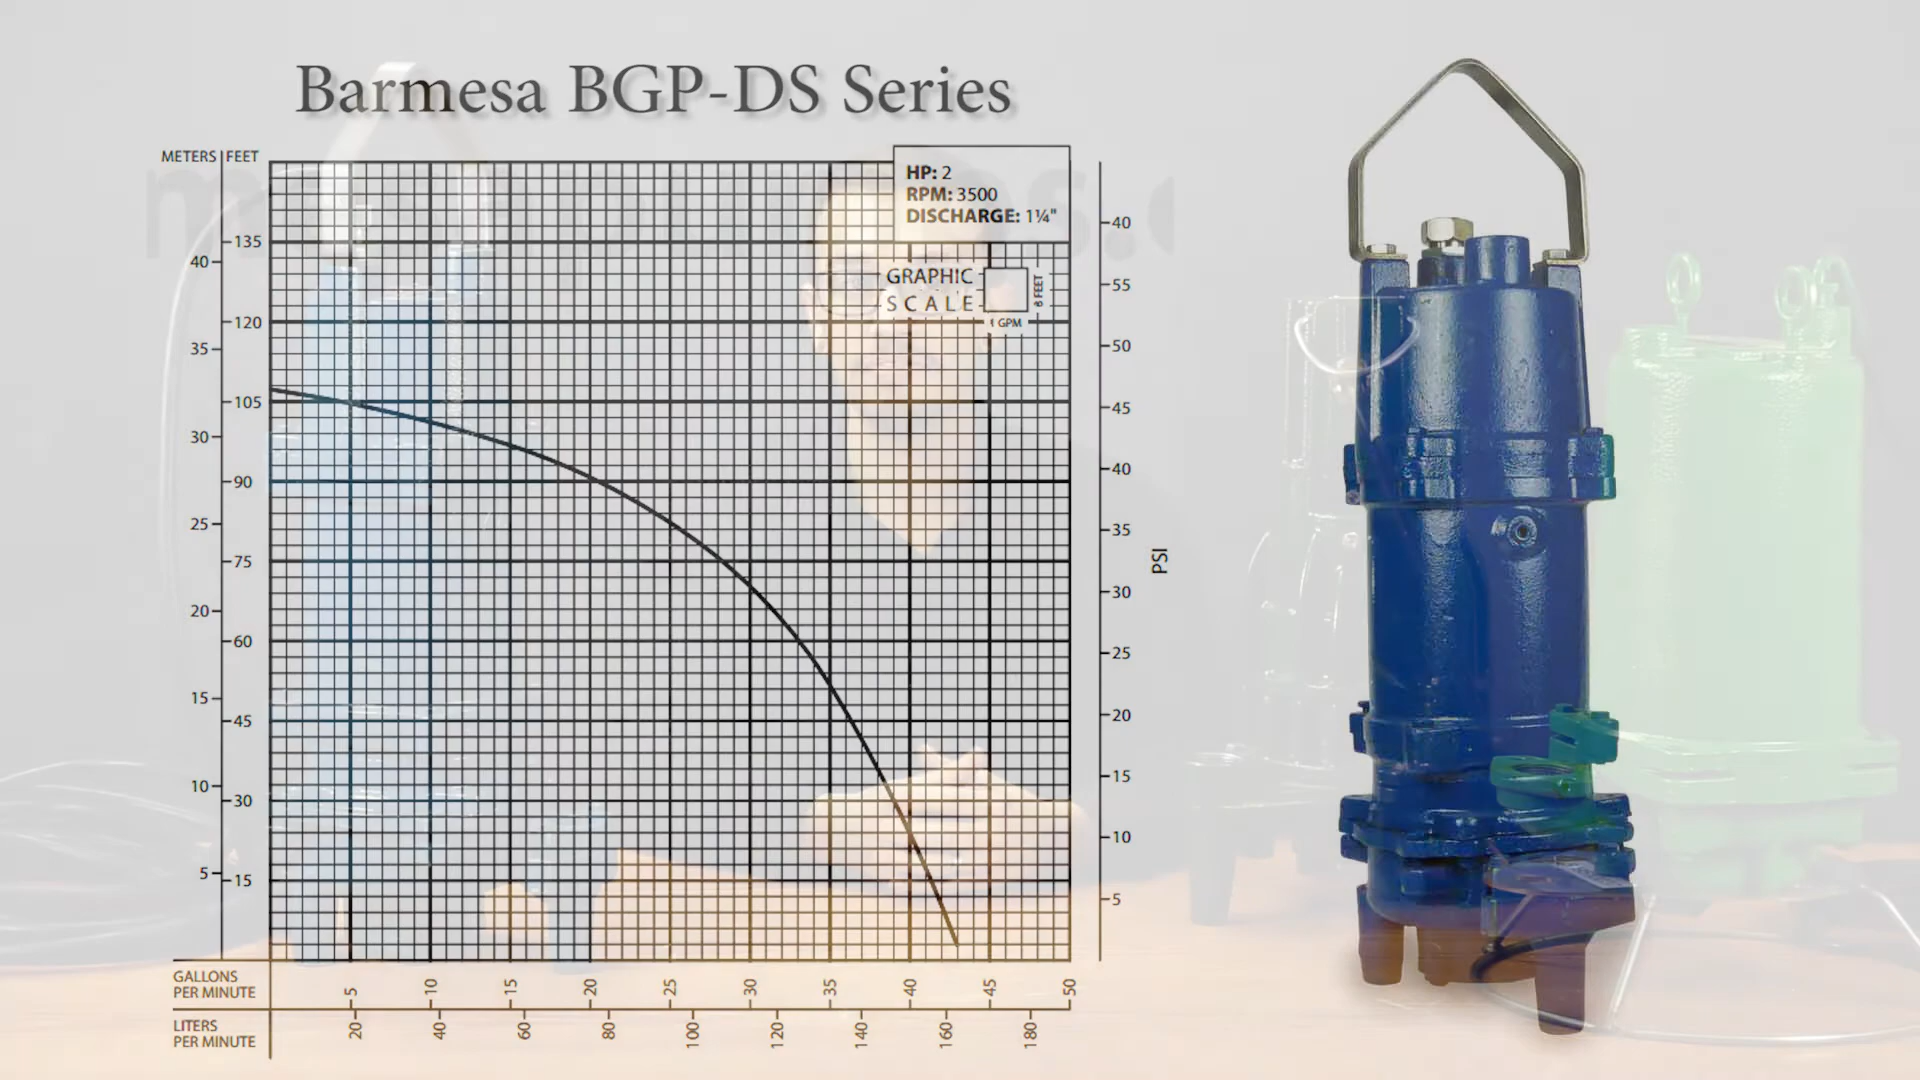 Barmesa BGP-DS Series
METERS FEET
HP: 2
RPM: 3500
DISCHARGE: 1¼"
GRAPHIC
SCALE
6 FEET
1 GPM
135
120
105
90
75
60
45
30
15
40
35
30
25
20
15
10
5
40
55
50
45
40
35
30
25
20
15
10
5
PSI
GALLONS
PER MINUTE
5 10 15 20 25 30 35 40 45 50
LITERS
PER MINUTE
20 40 60 80 100 120 140 160 180